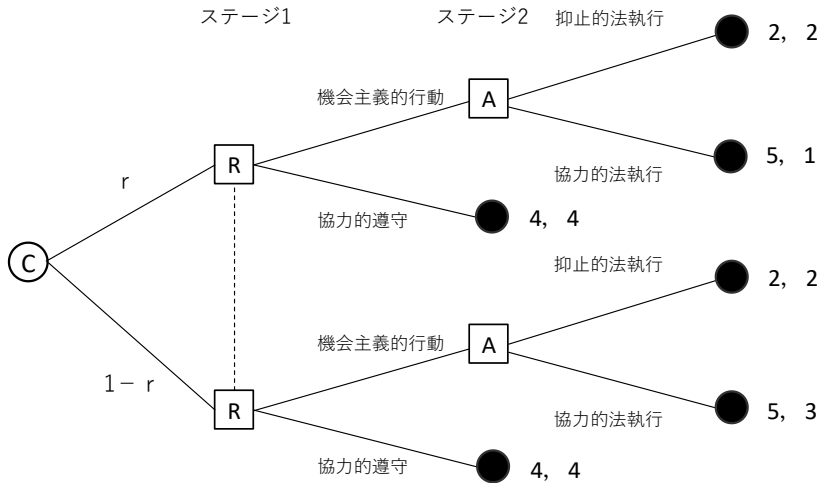 ステージ1 ステージ2 抑止的法執行
2, 2
機会主義的行動 A
R
5, 1
r
協力的法執行
協力的遵守 4, 4
C
抑止的法執行
2, 2
機会主義的行動 A
1− r
R
5, 3
協力的法執行
協力的遵守 4, 4